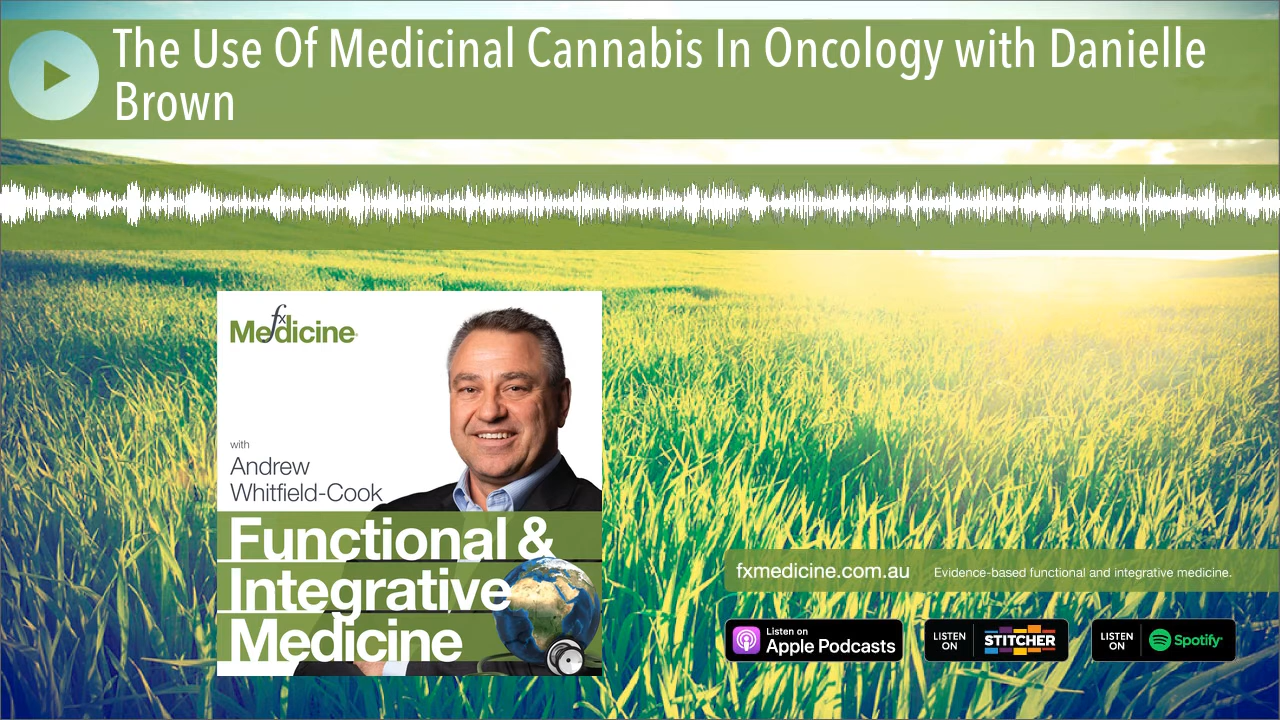 The Use Of Medicinal Cannabis In Oncology with Danielle
Brown
fx
Medicine
with
Andrew
Whitfield-Cook
Functional &
Integrative
Medicine
fxmedicine.com.au Evidence-based functional and integrative medicine.
Listen on
Apple Podcasts
LISTEN
ON
STITCHER
LISTEN
ON
Spotify